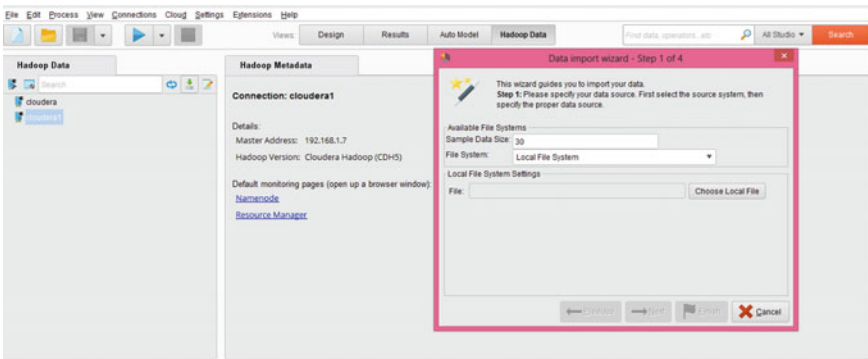 File Edit Process View Connections Cloud Settings Extensions Help
Views: Design Results Auto Model Hadoop Data Find data, operators...etc All Studio Search
Hadoop Data
Search
cloudera
cloudera1
Hadoop Metadata
Connection: cloudera1
Details:
Master Address: 192.168.1.7
Hadoop Version: Cloudera Hadoop (CDH5)
Default monitoring pages (open up a browser window):
Namenode
Resource Manager
Data import wizard - Step 1 of 4
This wizard guides you to import your data.
Step 1: Please specify your data source. First select the source system, then
specify the proper data source.
Available File Systems
Sample Data Size: 30
File System: Local File System
Local File System Settings
File: Choose Local File
Previous Next Finish Cancel